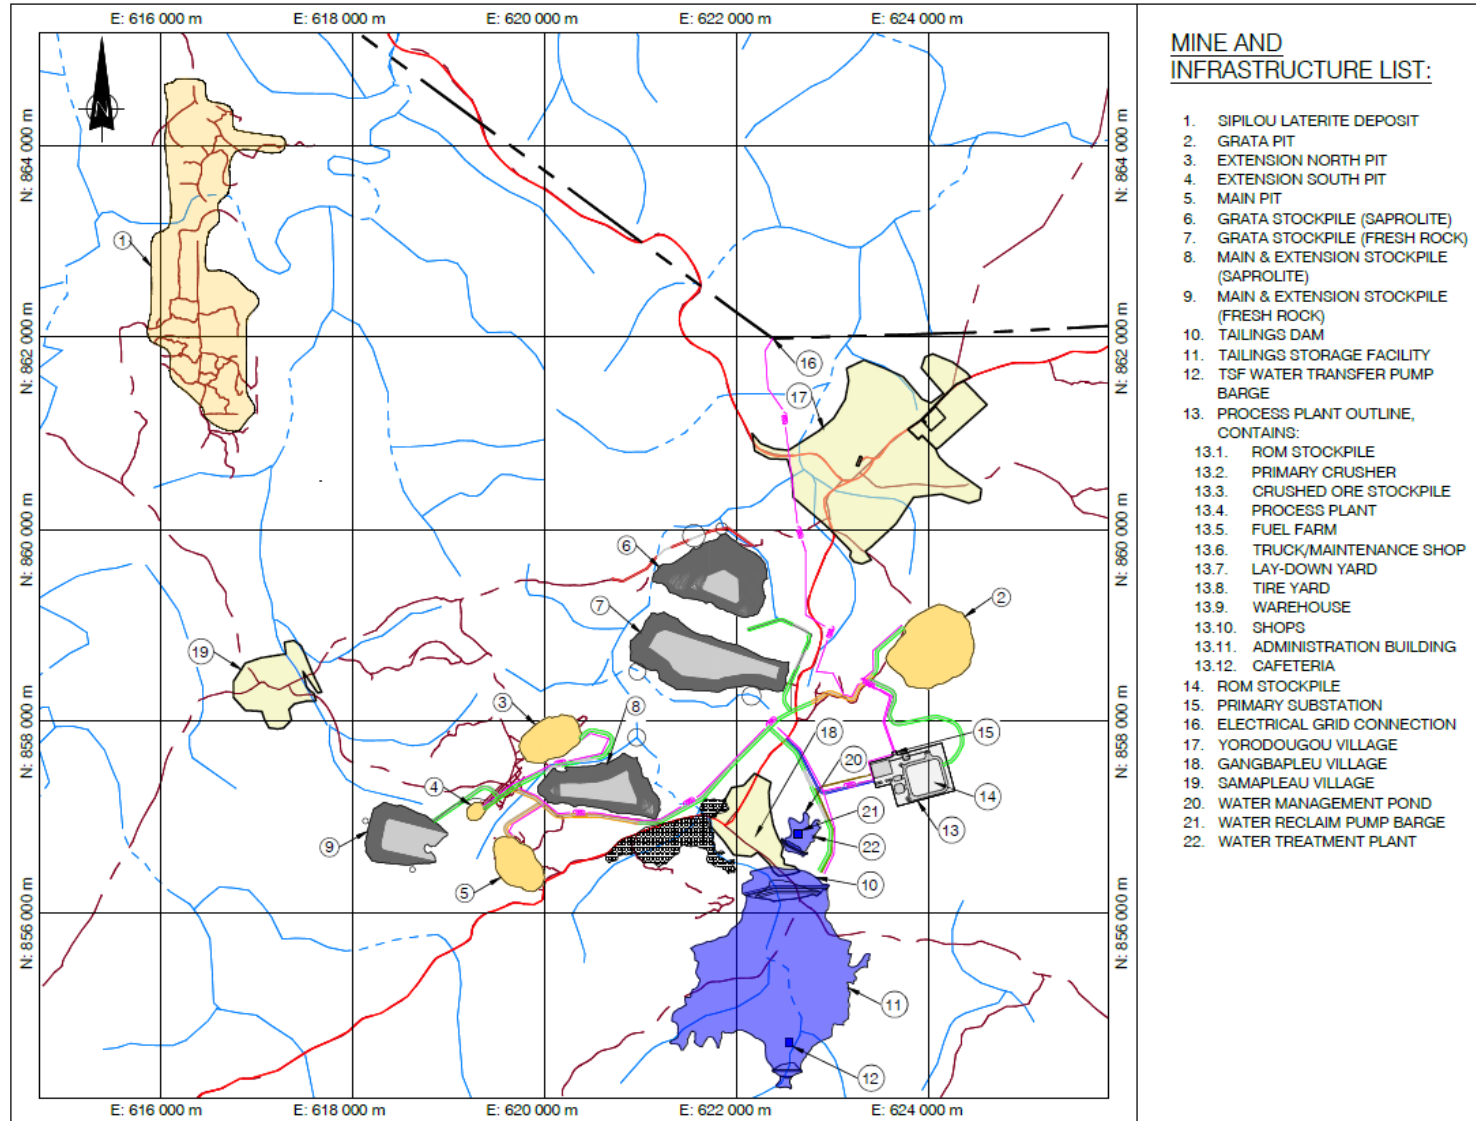 E: 616 000 m E: 618 000 m E: 620 000 m E: 622 000 m E: 624 000 m
N
N: 864 000 m
N: 862 000 m
N: 860 000 m
N: 858 000 m
N: 856 000 m
1
16
17
6
7
2
19
3
8
18
20
15
4
21
14
9
22
13
5
10
11
12
N: 864 000 m
N: 862 000 m
N: 860 000 m
N: 858 000 m
N: 856 000 m
E: 616 000 m E: 618 000 m E: 620 000 m E: 622 000 m E: 624 000 m
MINE AND
INFRASTRUCTURE LIST:
1. SIPILOU LATERITE DEPOSIT
2. GRATA PIT
3. EXTENSION NORTH PIT
4. EXTENSION SOUTH PIT
5. MAIN PIT
6. GRATA STOCKPILE (SAPROLITE)
7. GRATA STOCKPILE (FRESH ROCK)
8. MAIN & EXTENSION STOCKPILE
(SAPROLITE)
9. MAIN & EXTENSION STOCKPILE
(FRESH ROCK)
10. TAILINGS DAM
11. TAILINGS STORAGE FACILITY
12. TSF WATER TRANSFER PUMP
BARGE
13. PROCESS PLANT OUTLINE,
CONTAINS:
13.1. ROM STOCKPILE
13.2. PRIMARY CRUSHER
13.3. CRUSHED ORE STOCKPILE
13.4. PROCESS PLANT
13.5. FUEL FARM
13.6. TRUCK/MAINTENANCE SHOP
13.7. LAY-DOWN YARD
13.8. TIRE YARD
13.9. WAREHOUSE
13.10. SHOPS
13.11. ADMINISTRATION BUILDING
13.12. CAFETERIA
14. ROM STOCKPILE
15. PRIMARY SUBSTATION
16. ELECTRICAL GRID CONNECTION
17. YORODOUGOU VILLAGE
18. GANGBAPLEU VILLAGE
19. SAMAPLEAU VILLAGE
20. WATER MANAGEMENT POND
21. WATER RECLAIM PUMP BARGE
22. WATER TREATMENT PLANT